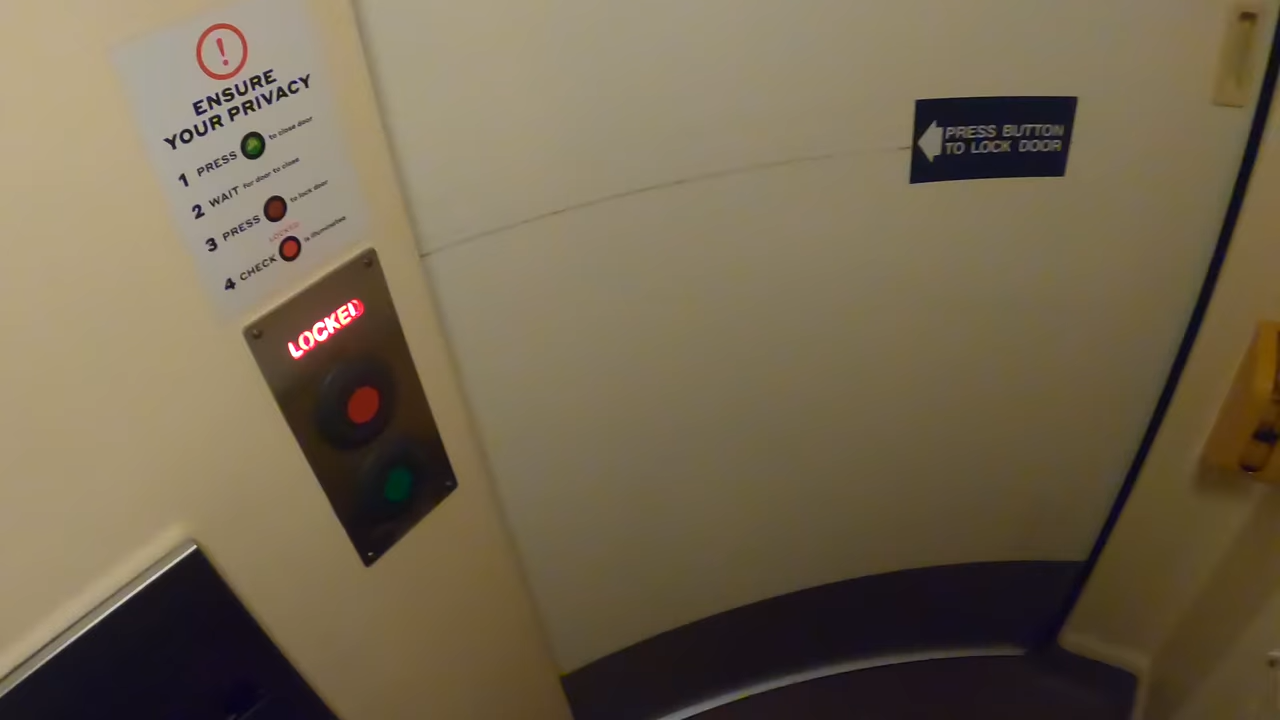 !
ENSURE
YOUR PRIVACY
1 PRESS to close door
2 WAIT for door to close
3 PRESS to lock door
LOCKED
4 CHECK is illuminated
LOCKED
PRESS BUTTON
TO LOCK DOOR